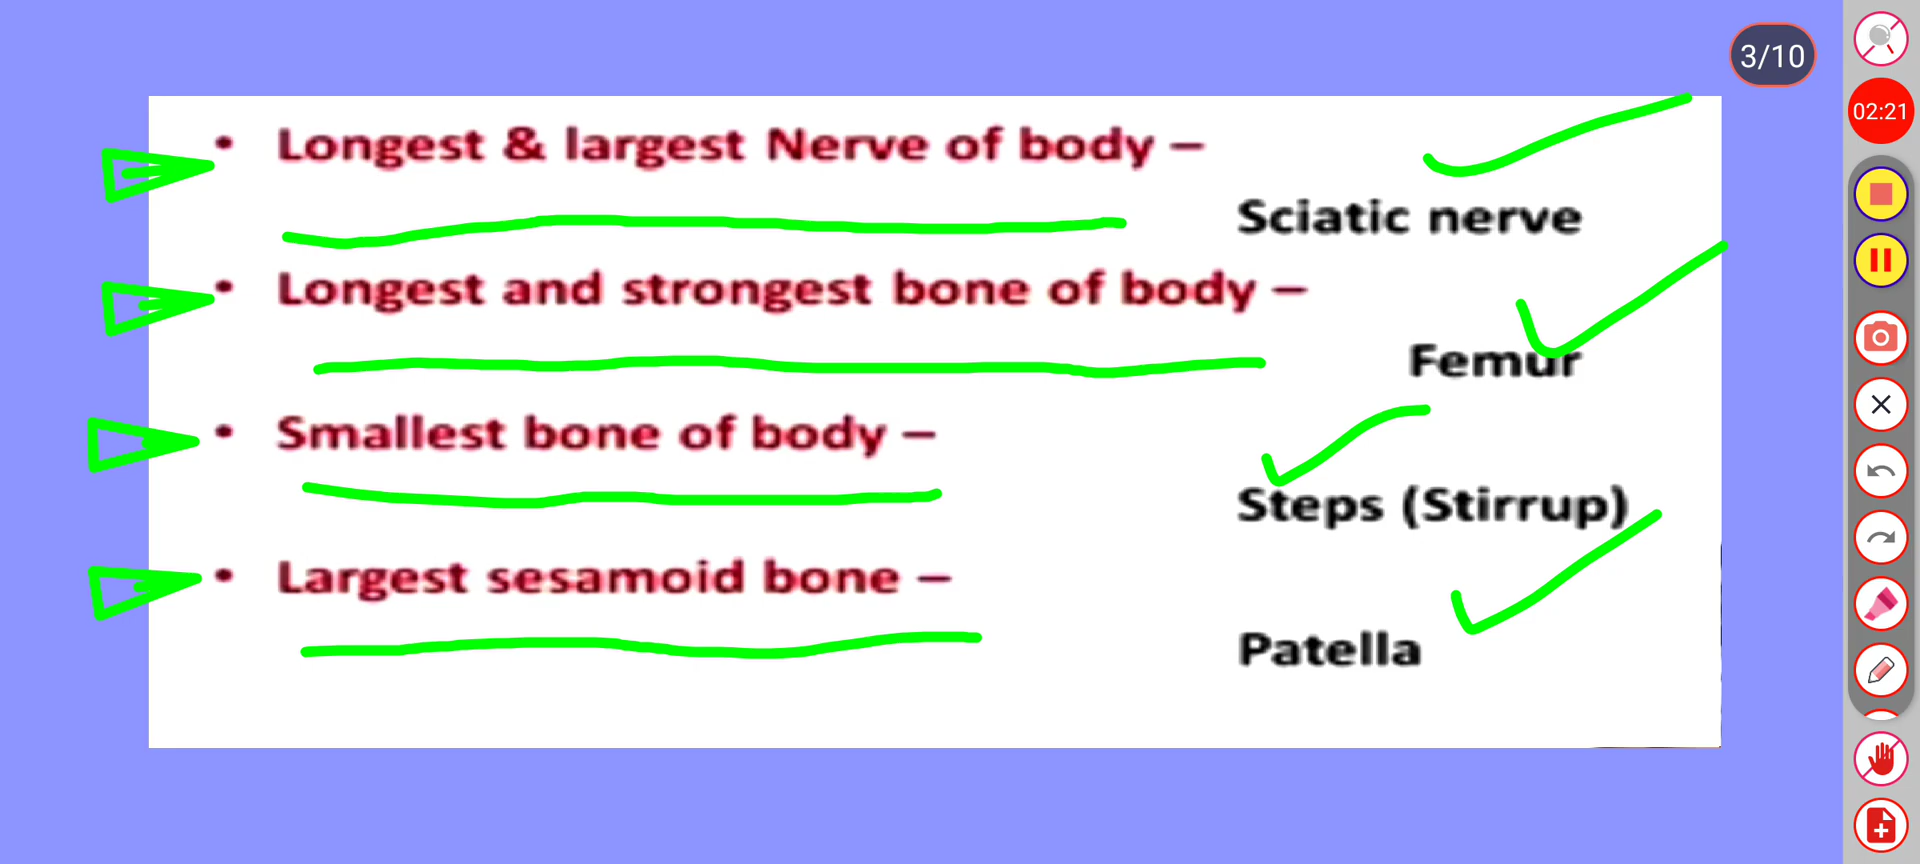 3/10
02:21
• Longest & largest Nerve of body –
Sciatic nerve
• Longest and strongest bone of body –
Femur
• Smallest bone of body –
Steps (Stirrup)
• Largest sesamoid bone –
Patella